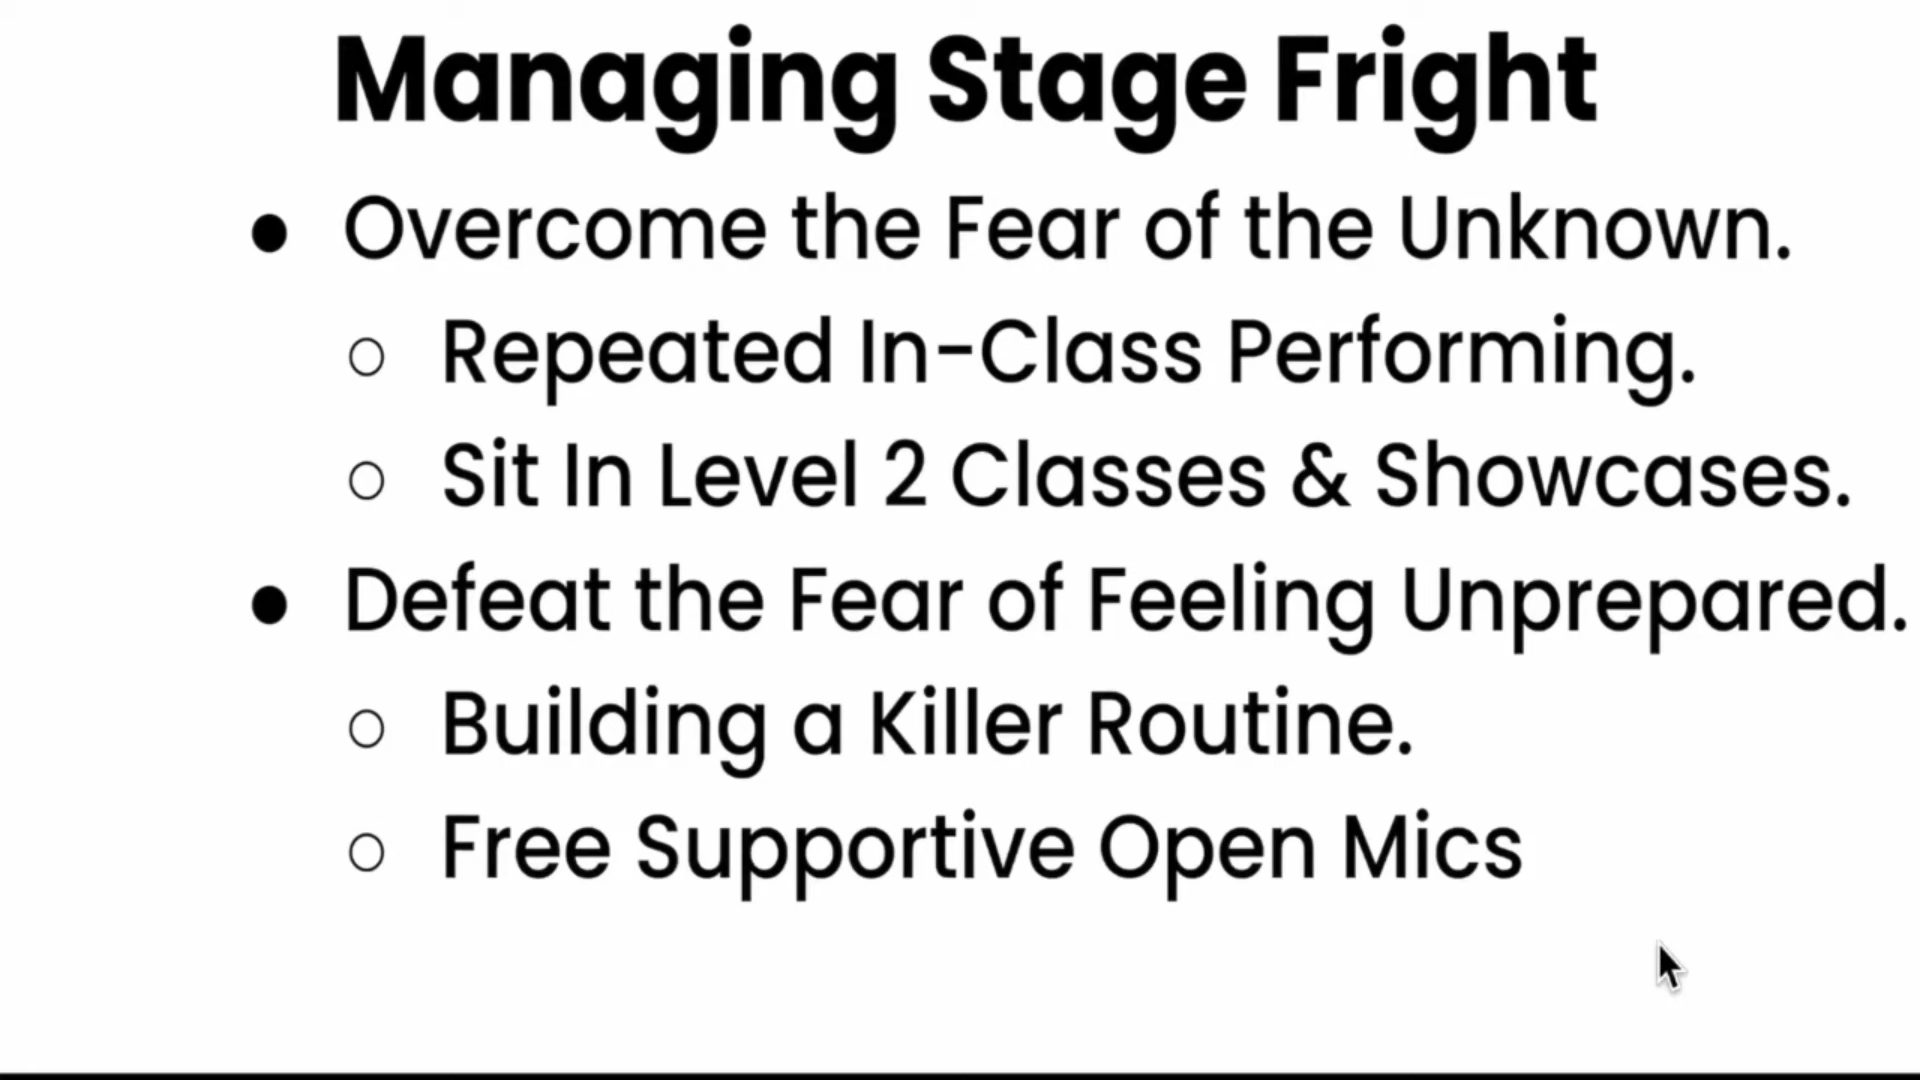 Managing Stage Fright
● Overcome the Fear of the Unknown.
○ Repeated In-Class Performing.
○ Sit In Level 2 Classes & Showcases.
● Defeat the Fear of Feeling Unprepared.
○ Building a Killer Routine.
○ Free Supportive Open Mics